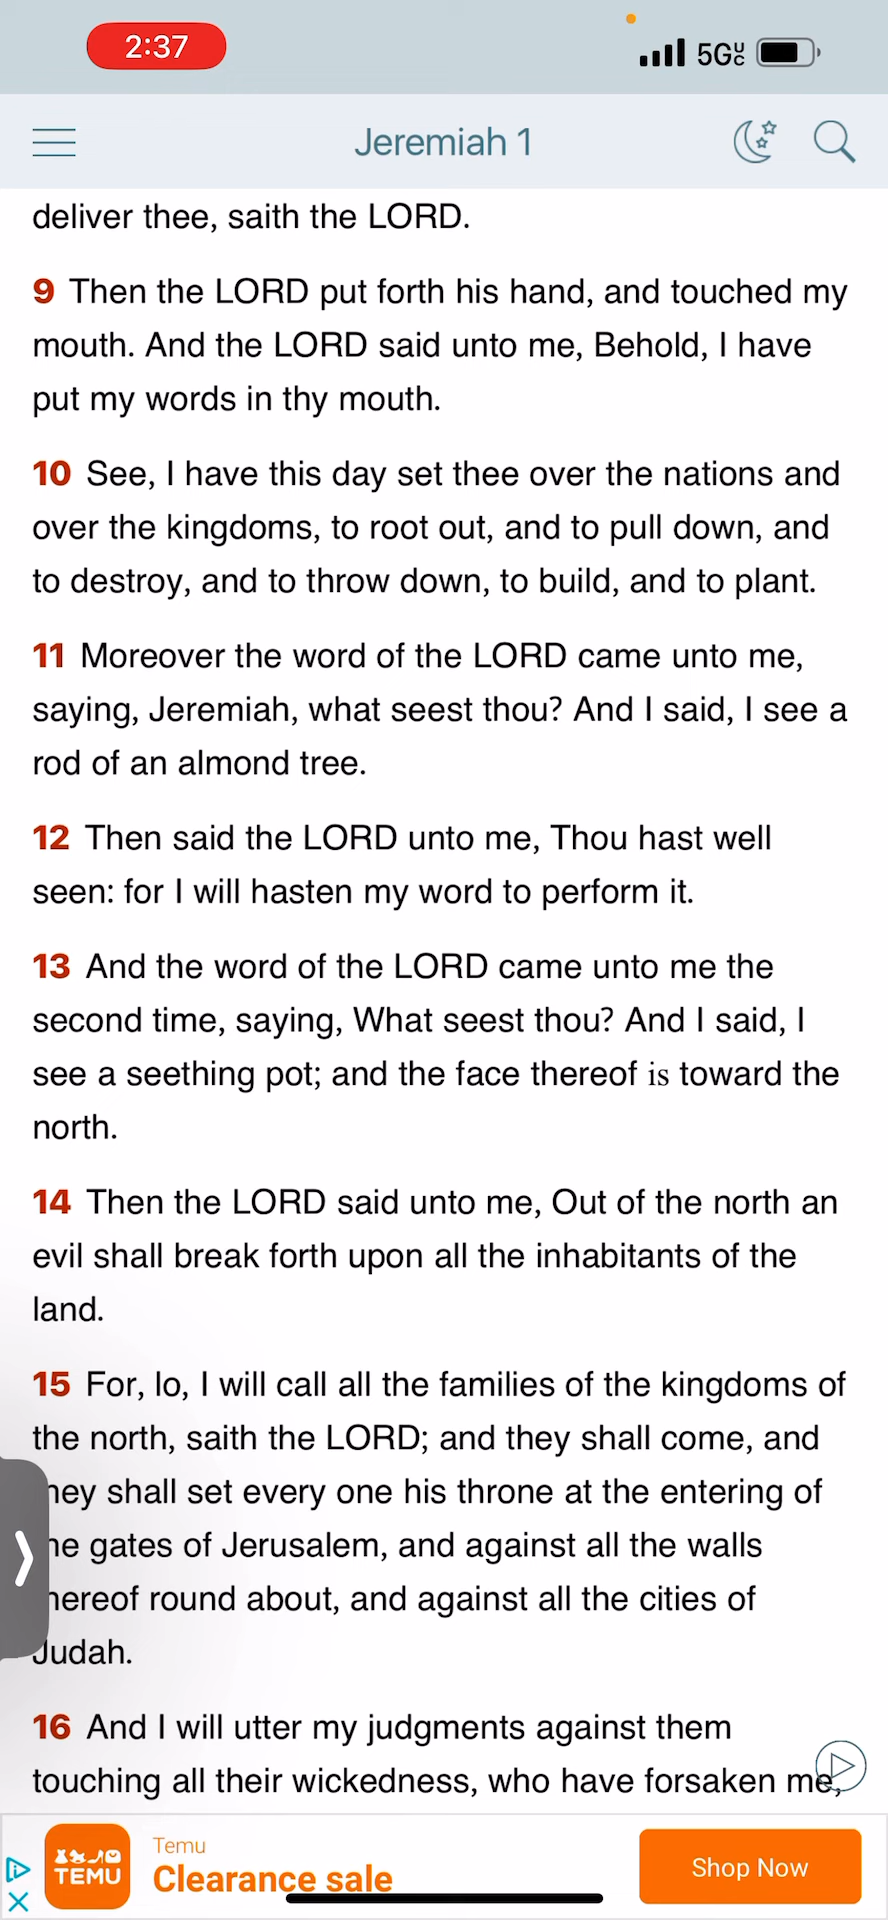 2:37
5G UC
Jeremiah 1
deliver thee, saith the LORD.
9 Then the LORD put forth his hand, and touched my
mouth. And the LORD said unto me, Behold, I have
put my words in thy mouth.
10 See, I have this day set thee over the nations and
over the kingdoms, to root out, and to pull down, and
to destroy, and to throw down, to build, and to plant.
11 Moreover the word of the LORD came unto me,
saying, Jeremiah, what seest thou? And I said, I see a
rod of an almond tree.
12 Then said the LORD unto me, Thou hast well
seen: for I will hasten my word to perform it.
13 And the word of the LORD came unto me the
second time, saying, What seest thou? And I said, I
see a seething pot; and the face thereof is toward the
north.
14 Then the LORD said unto me, Out of the north an
evil shall break forth upon all the inhabitants of the
land.
15 For, lo, I will call all the families of the kingdoms of
the north, saith the LORD; and they shall come, and
hey shall set every one his throne at the entering of
he gates of Jerusalem, and against all the walls
hereof round about, and against all the cities of
Judah.
16 And I will utter my judgments against them
touching all their wickedness, who have forsaken me,
TEMU
Temu
Clearance sale
Shop Now